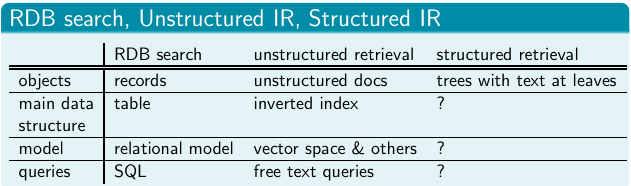 RDB search, Unstructured IR, Structured IR
RDB search unstructured retrieval structured retrieval
objects records unstructured docs trees with text at leaves
main data table inverted index ?
structure
model relational model vector space & others ?
queries SQL free text queries ?